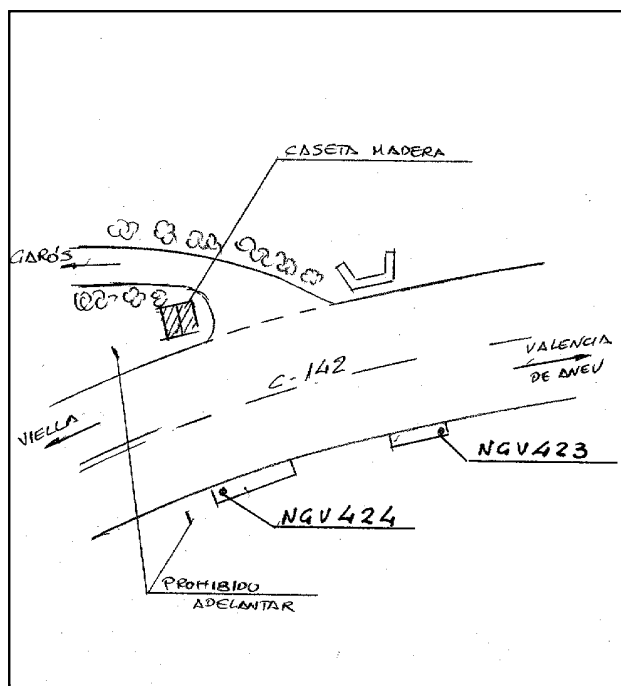 CASETA MADERA
GARÓS
VALENCIA
DE ANEU
C-142
VIELLA
NGV423
NGV424
PROHIBIDO
ADELANTAR